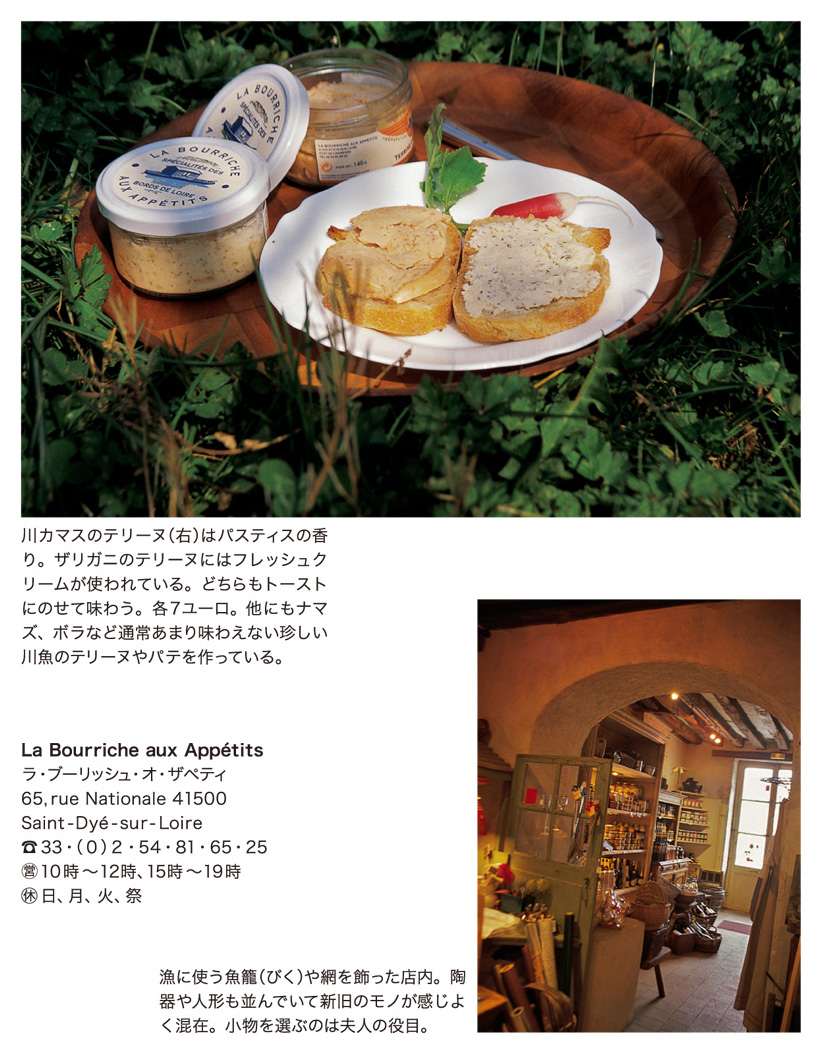 LA BOURRICHE
LA BOURRICHE
SPÉCIALITÉS DES
BORDS DE LOIRE
AUX APPÉTITS
LA BOURRICHE AUX APPÉTITS
川カマスのテリーヌ（右）はパスティスの香
り。ザリガニのテリーヌにはフレッシュク
リームが使われている。どちらもトースト
にのせて味わう。各7ユーロ。他にもナマ
ズ、ボラなど通常あまり味わえない珍しい
川魚のテリーヌやパテを作っている。
La Bourriche aux Appétits
ラ・ブーリッシュ・オ・ザペティ
65, rue Nationale 41500
Saint-Dyé-sur-Loire
☎33・（0）2・54・81・65・25
㊡10時〜12時、15時〜19時
㊡日、月、火、祭
漁に使う魚籠（びく）や網を飾った店内。陶
器や人形も並んでいて新旧のモノが感じよ
く混在。小物を選ぶのは夫人の役目。